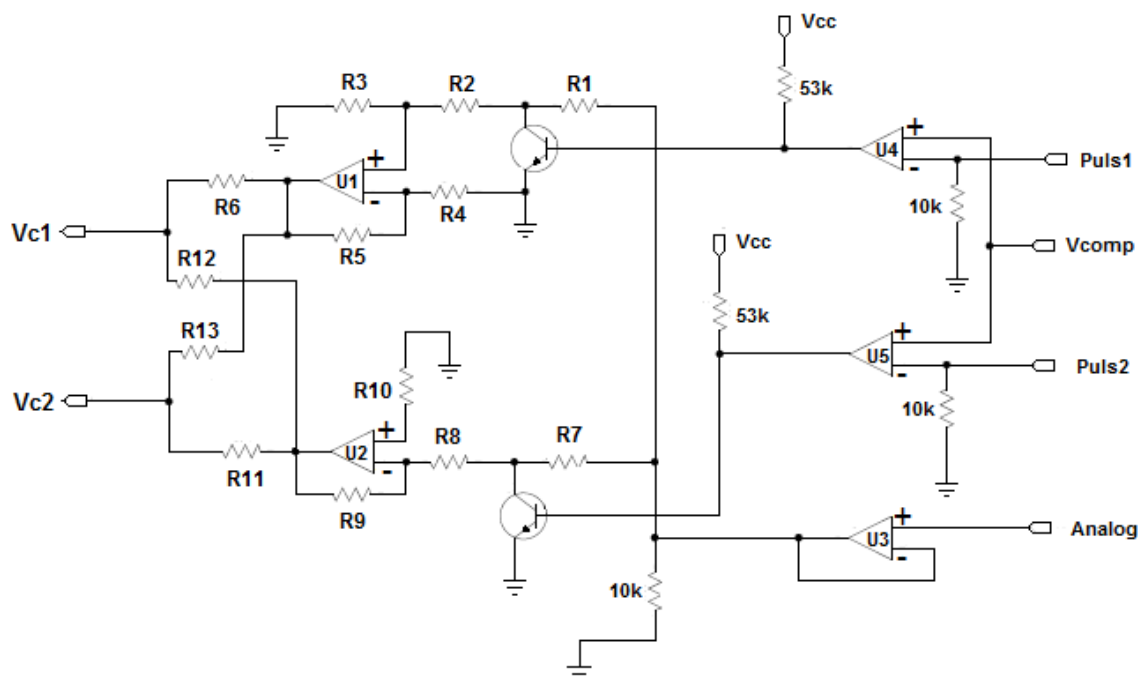 Vcc
R3 R2 R1
53k
+
U4
-
Puls1
+
U1
-
R6
R4
10k
Vc1
R5
Vcc
Vcomp
R12
53k
R13
+
U5
-
Puls2
R10
Vc2
10k
+
U2
-
R8 R7
R11
R9
+
U3
-
Analog
10k